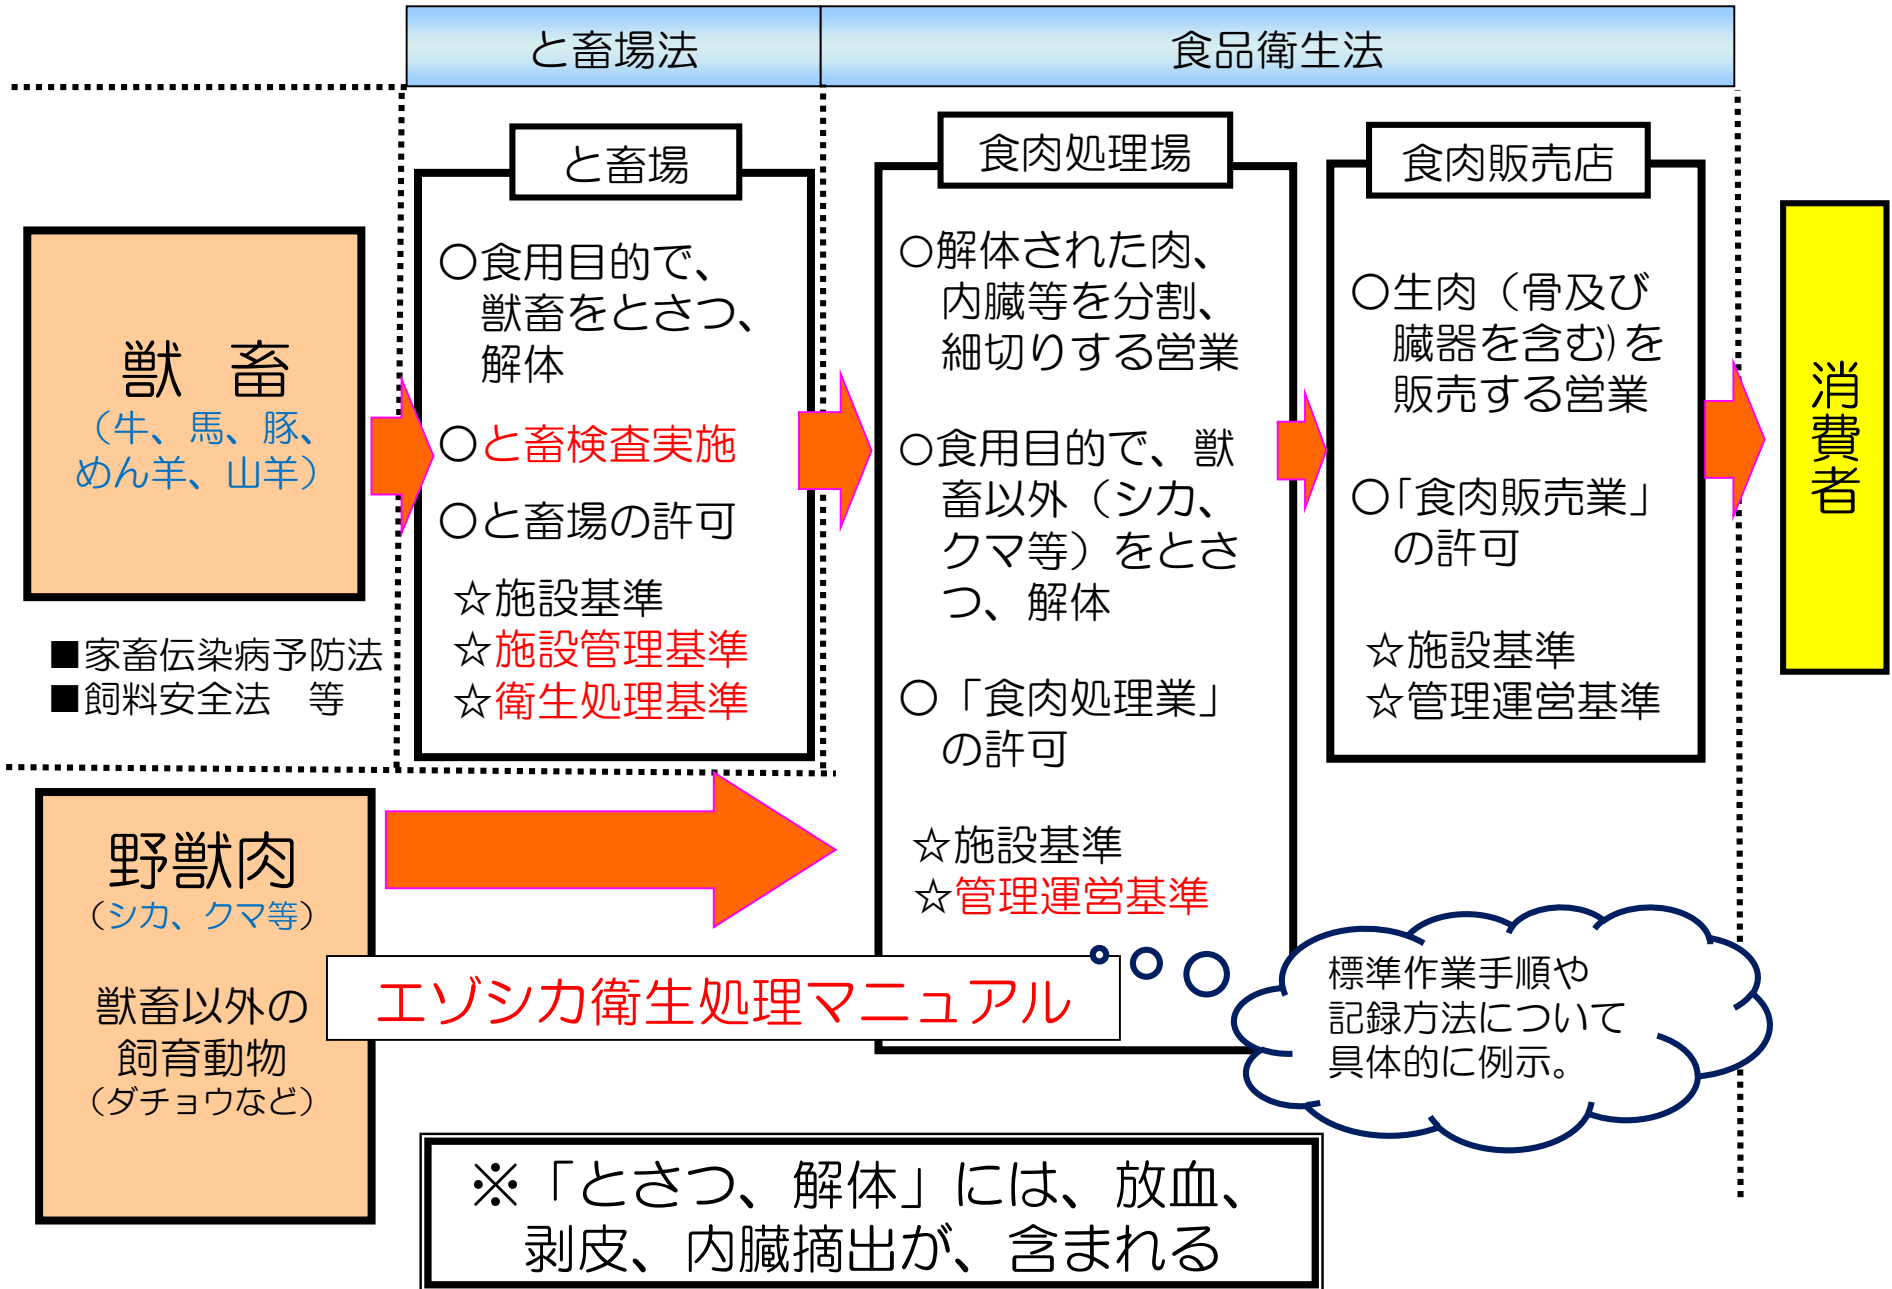 と畜場法
食品衛生法
獣　畜
（牛、馬、豚、
めん羊、山羊）
■家畜伝染病予防法
■飼料安全法　等
と畜場
○食用目的で、
獣畜をとさつ、
解体
○と畜検査実施
○と畜場の許可
☆施設基準
☆施設管理基準
☆衛生処理基準
食肉処理場
○解体された肉、
内臓等を分割、
細切りする営業
○食用目的で、獣
畜以外（シカ、
クマ等）をとさ
つ、解体
○「食肉処理業」
の許可
☆施設基準
☆管理運営基準
食肉販売店
○生肉（骨及び
臓器を含む)を
販売する営業
○「食肉販売業」
の許可
☆施設基準
☆管理運営基準
消費者
野獣肉
（シカ、クマ等）
獣畜以外の
飼育動物
（ダチョウなど）
エゾシカ衛生処理マニュアル
標準作業手順や
記録方法について
具体的に例示。
※「とさつ、解体」には、放血、
剥皮、内臓摘出が、含まれる